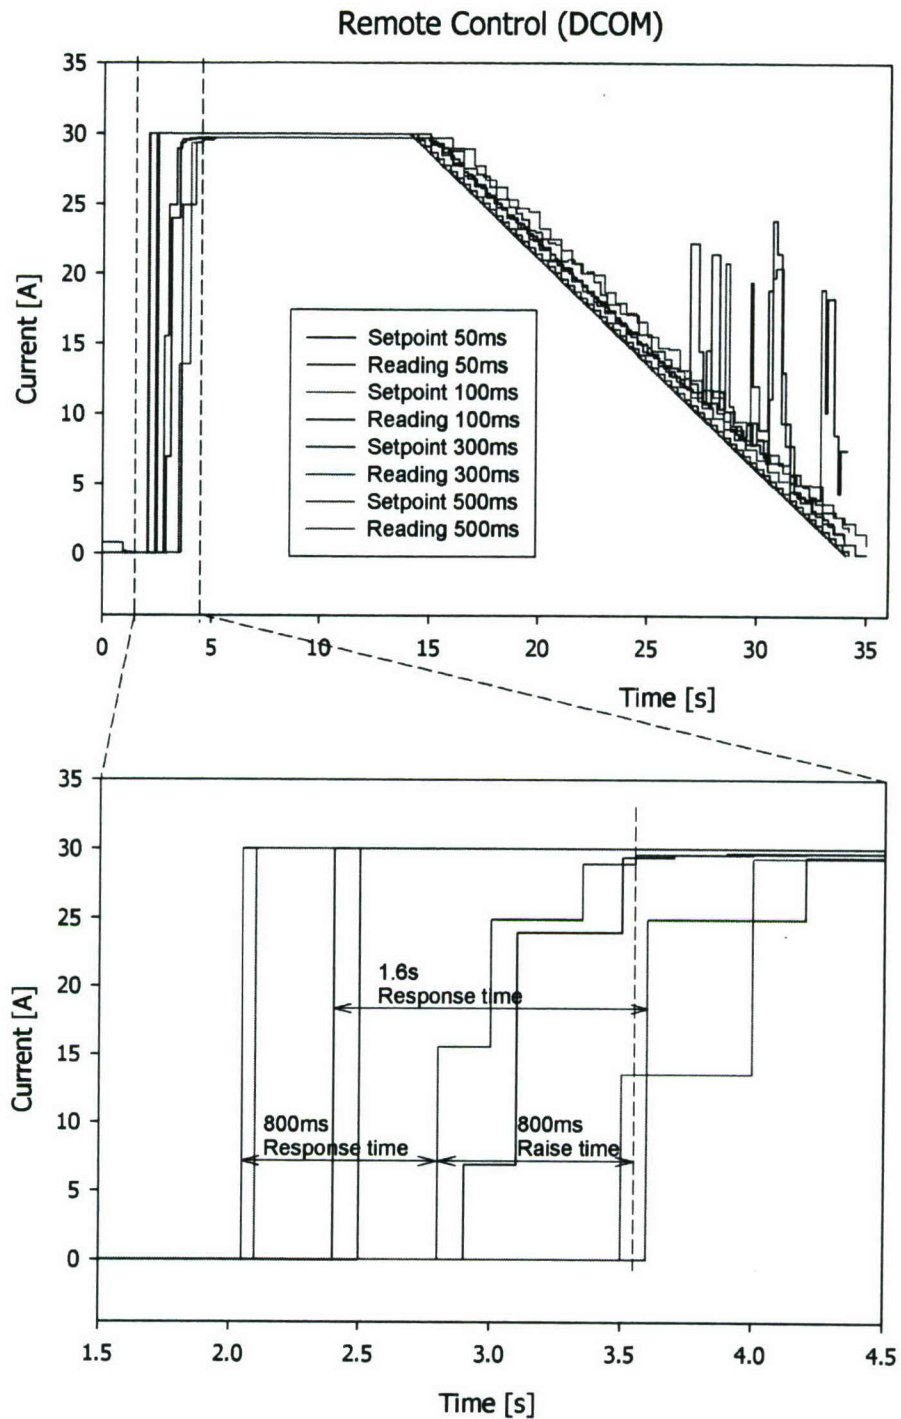 Remote Control (DCOM)
35
30
25
20
15
10
5
0
Current [A]
Setpoint 50ms
Reading 50ms
Setpoint 100ms
Reading 100ms
Setpoint 300ms
Reading 300ms
Setpoint 500ms
Reading 500ms
0 5 10 15 20 25 30 35
Time [s]
35
30
25
20
15
10
5
0
Current [A]
1.6s
Response time
800ms
Response time
800ms
Raise time
1.5 2.0 2.5 3.0 3.5 4.0 4.5
Time [s]